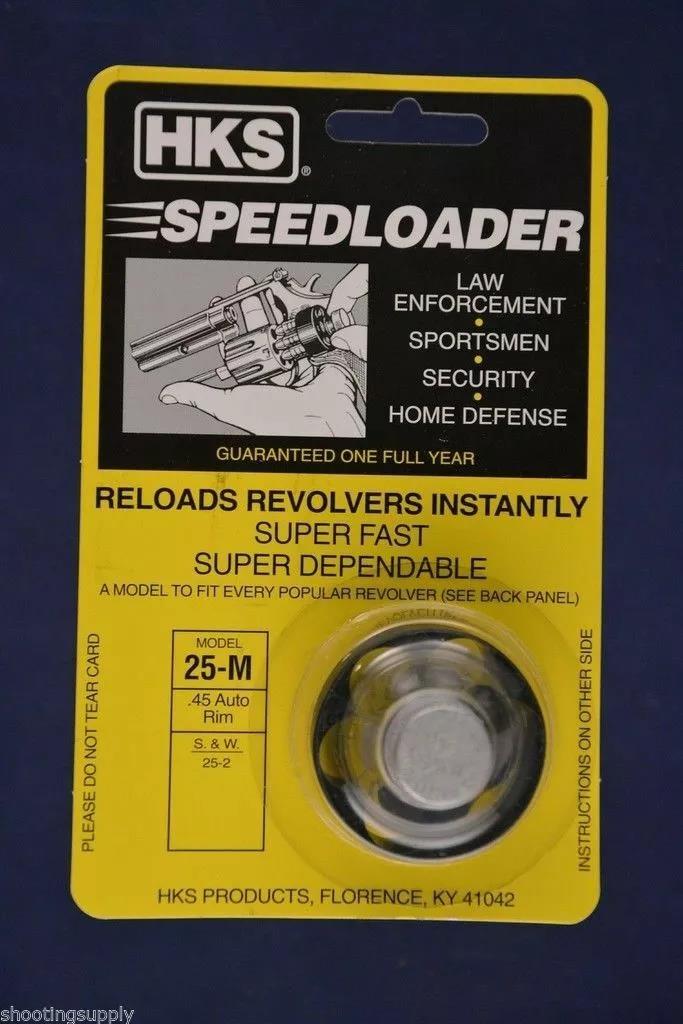 HKS®
SPEEDLOADER
LAW
ENFORCEMENT
•
SPORTSMEN
•
SECURITY
•
HOME DEFENSE
GUARANTEED ONE FULL YEAR
RELOADS REVOLVERS INSTANTLY
SUPER FAST
SUPER DEPENDABLE
A MODEL TO FIT EVERY POPULAR REVOLVER (SEE BACK PANEL)
PLEASE DO NOT TEAR CARD
MODEL
25-M
.45 Auto
Rim
S. & W.
25-2
INSTRUCTIONS ON OTHER SIDE
HKS PRODUCTS, FLORENCE, KY 41042
shootingsupply